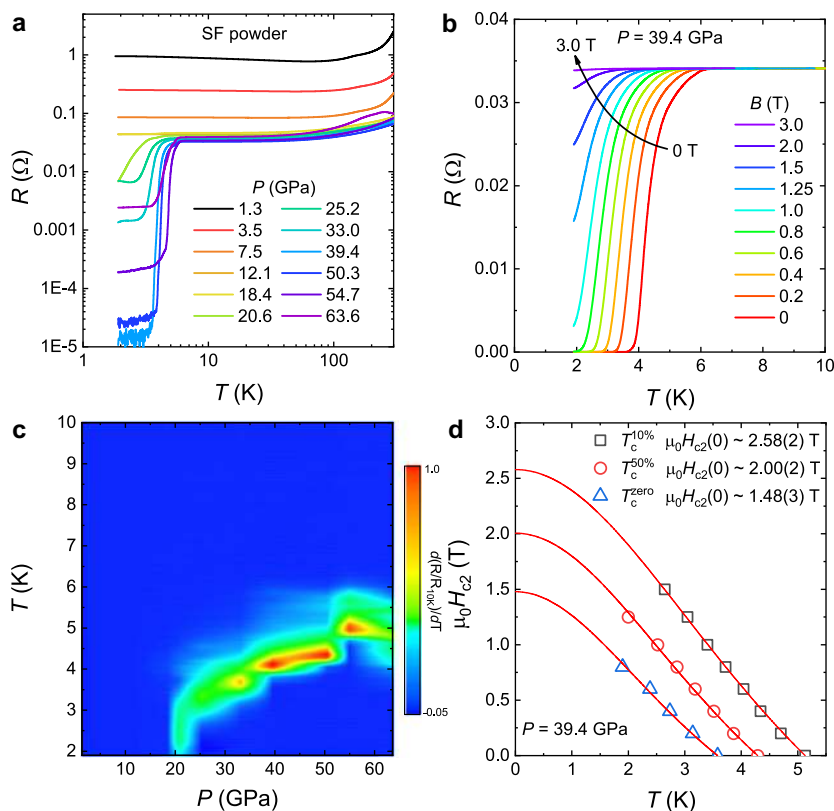 a
SF powder
R (Ω)
1
0.1
0.01
0.001
1E-4
1E-5
P (GPa)
1.3 25.2
3.5 33.0
7.5 39.4
12.1 50.3
18.4 54.7
20.6 63.6
1 10 100
T (K)
b
3.0 T
P = 39.4 GPa
0 T
R (Ω)
0.04
0.03
0.02
0.01
0.00
B (T)
3.0
2.0
1.5
1.25
1.0
0.8
0.6
0.4
0.2
0
0 2 4 6 8 10
T (K)
c
T (K)
10
9
8
7
6
5
4
3
2
10 20 30 40 50 60
P (GPa)
1.0
d(R/R10K)/dT
-0.05
d
μ0Hc2 (T)
3.0
2.5
2.0
1.5
1.0
0.5
0.0
Tc10% μ0Hc2(0) ~ 2.58(2) T
Tc50% μ0Hc2(0) ~ 2.00(2) T
Tczero μ0Hc2(0) ~ 1.48(3) T
P = 39.4 GPa
0 1 2 3 4 5
T (K)